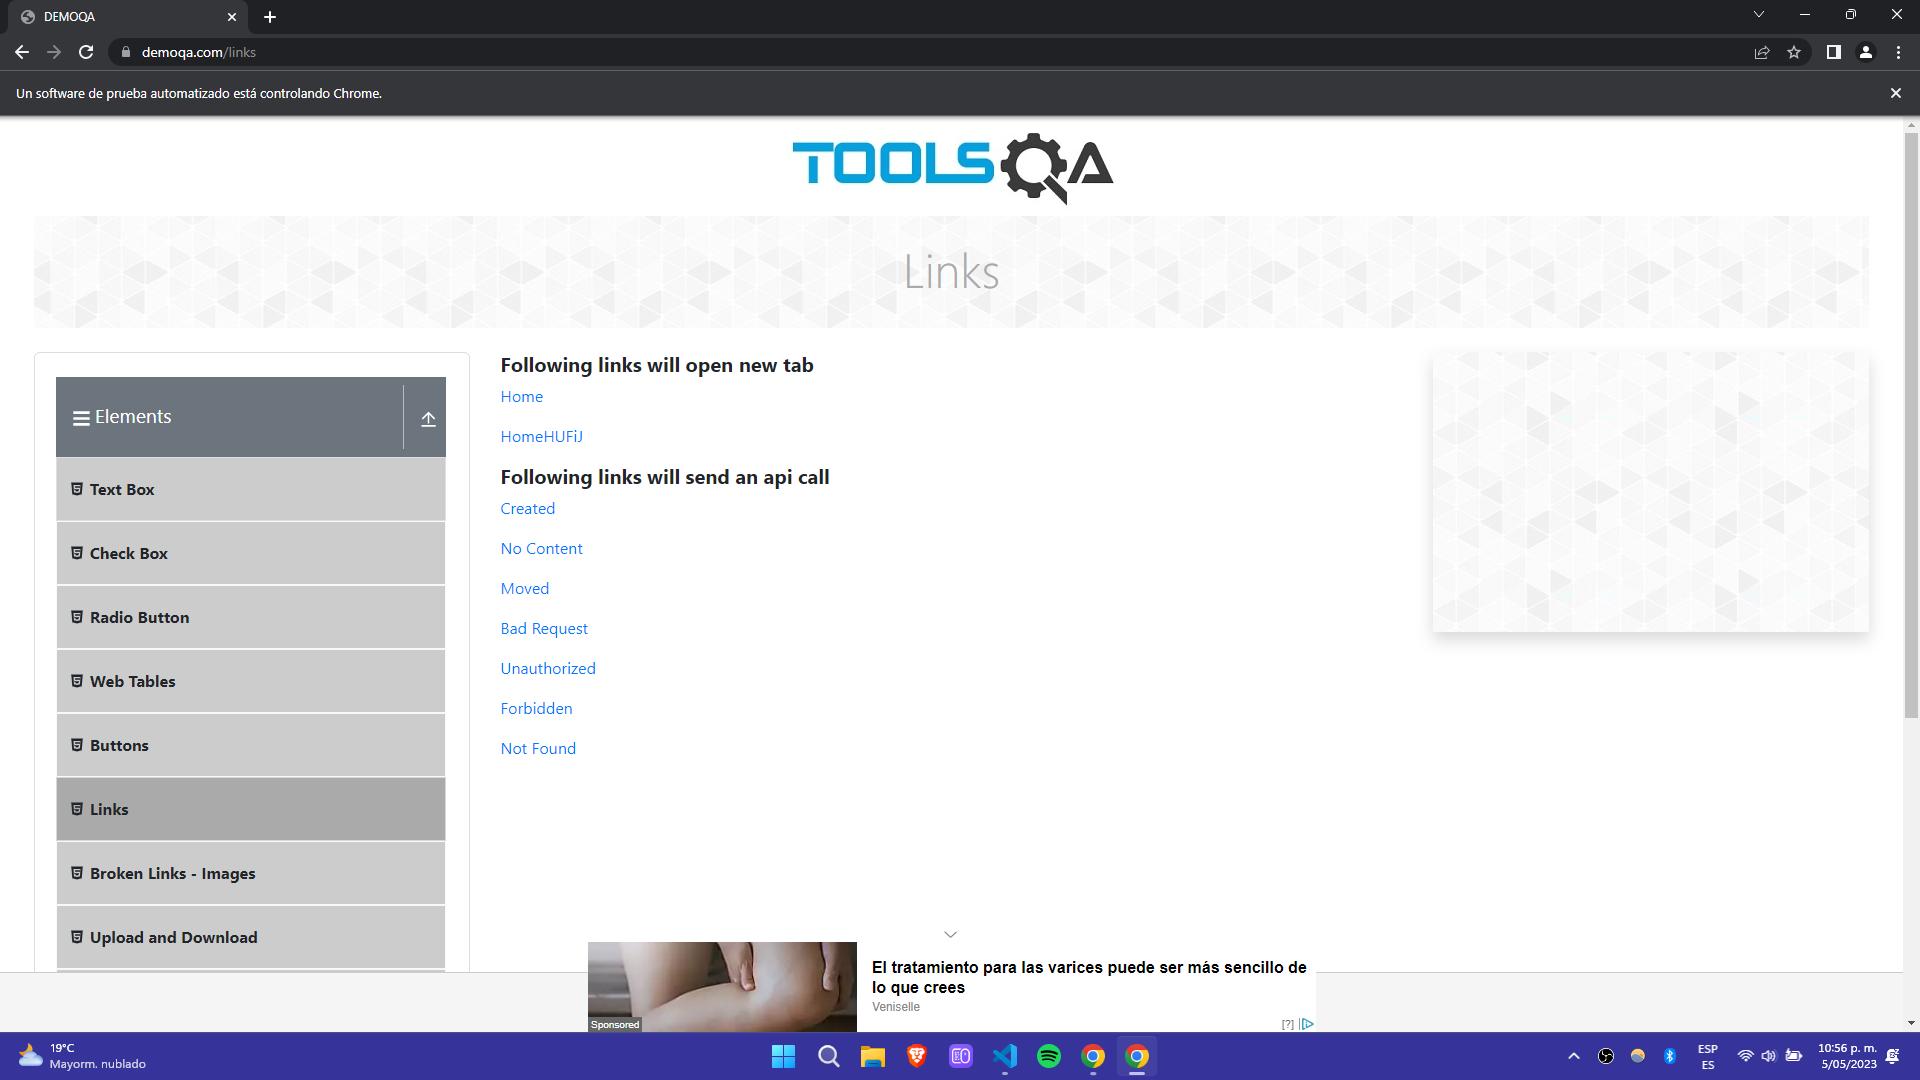 DEMOQA
demoqa.com/links
Un software de prueba automatizado está controlando Chrome.
TOOLSQA
Links
Elements
Text Box
Check Box
Radio Button
Web Tables
Buttons
Links
Broken Links - Images
Upload and Download
Following links will open new tab
Home
HomeHUFiJ
Following links will send an api call
Created
No Content
Moved
Bad Request
Unauthorized
Forbidden
Not Found
Sponsored
El tratamiento para las varices puede ser más sencillo de
lo que crees
Veniselle
[?]
19°C
Mayorm. nublado
ESP
ES
10:56 p. m.
5/05/2023